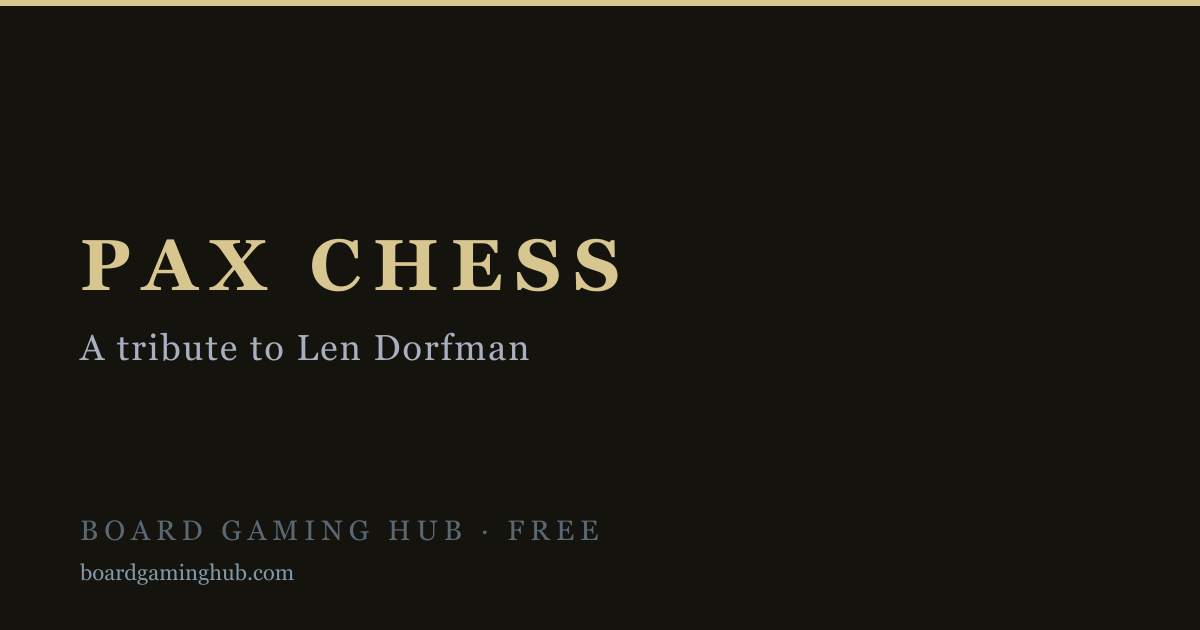 PAX CHESS
A tribute to Len Dorfman
BOARD GAMING HUB · FREE
boardgaminghub.com